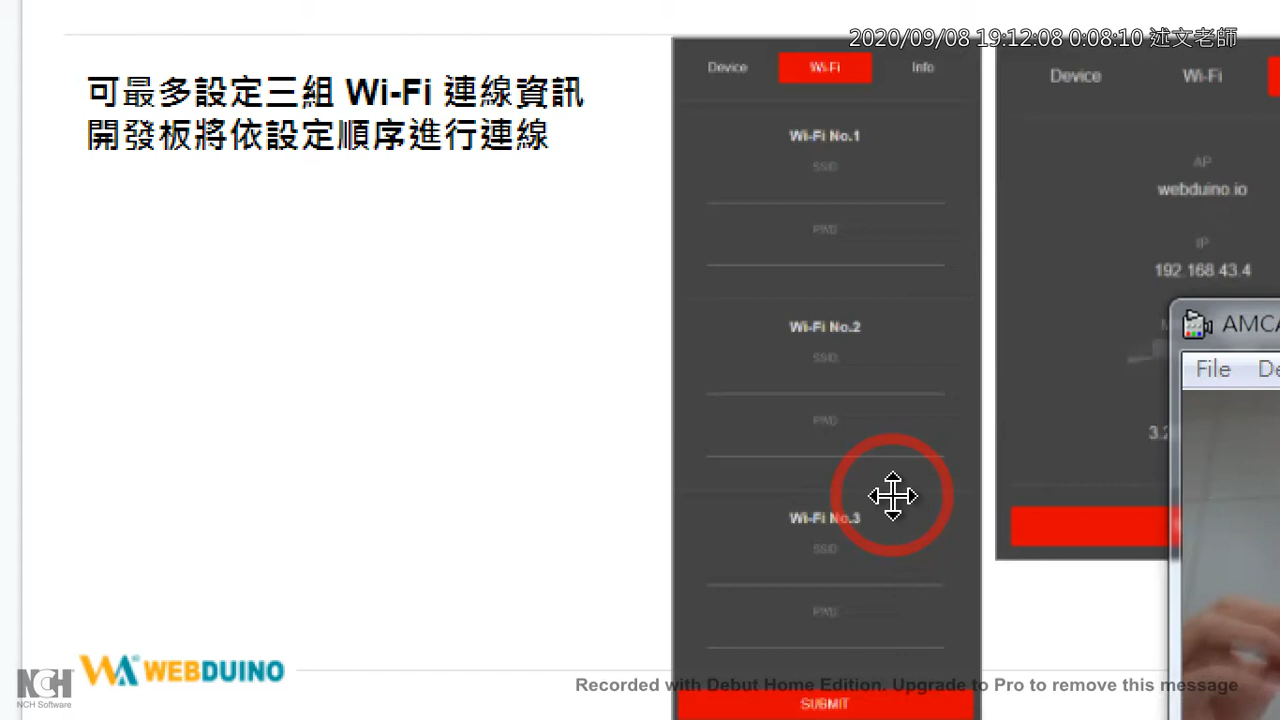 2020/09/08 19:12:08 0:08:10 述文老師
可最多設定三組 Wi-Fi 連線資訊
開發板將依設定順序進行連線
Device Wi-Fi Info
Wi-Fi No.1
SSID
PWD
Wi-Fi No.2
SSID
PWD
Wi-Fi No.3
SSID
PWD
SUBMIT
Device Wi-Fi
AP
webduino.io
IP
192.168.43.4
3.2
AMCA
File De
WEBDUINO
NCH
NCH Software
Recorded with Debut Home Edition. Upgrade to Pro to remove this message